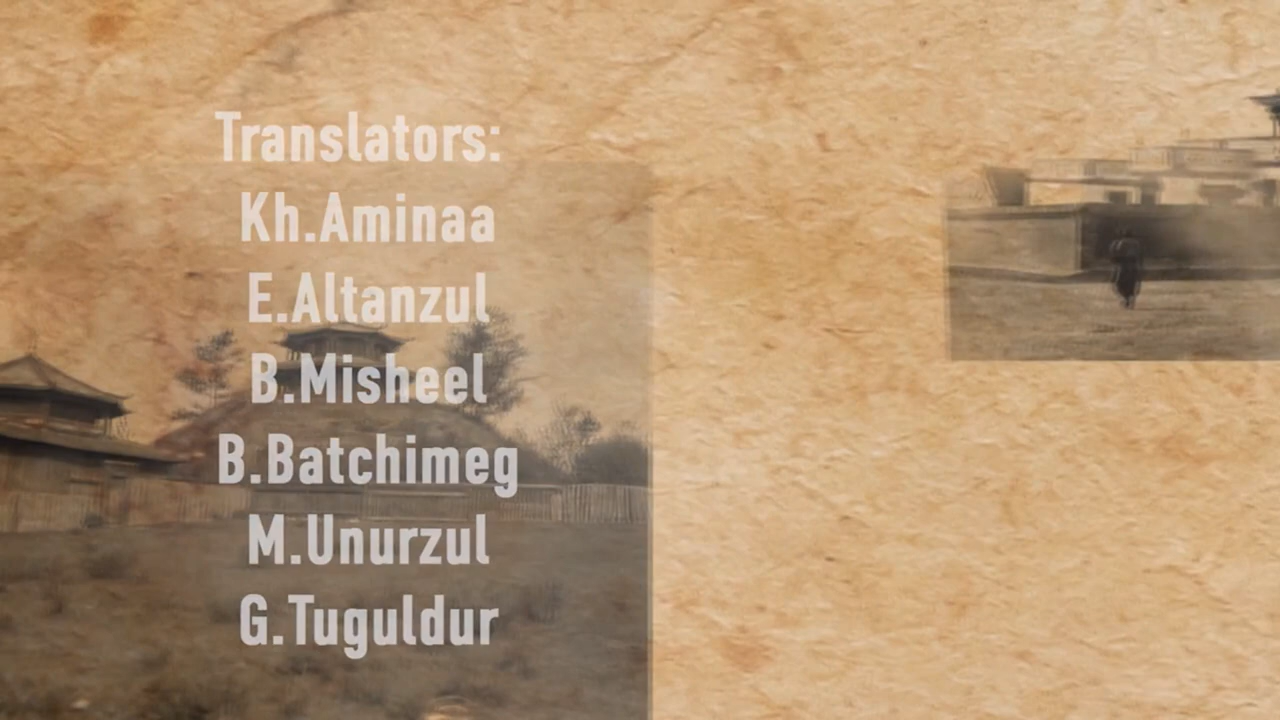 Translators:
Kh.Aminaa
E.Altanzul
B.Misheel
B.Batchimeg
M.Unurzul
G.Tuguldur